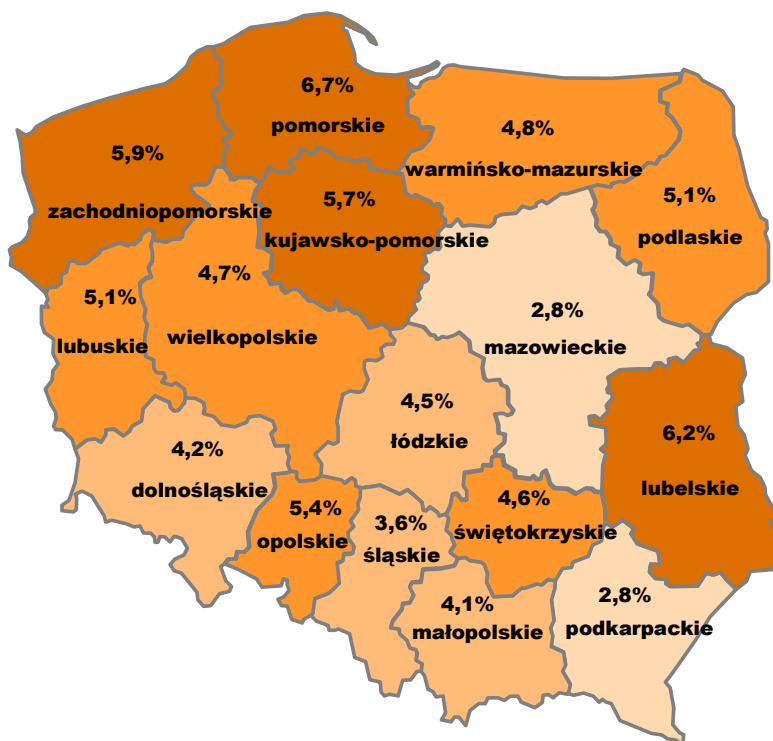 6,7%
pomorskie
4,8%
warmińsko-mazurskie
5,9%
zachodniopomorskie
5,7%
kujawsko-pomorskie
5,1%
podlaskie
4,7%
wielkopolskie
5,1%
lubuskie
2,8%
mazowieckie
4,5%
łódzkie
6,2%
lubelskie
4,2%
dolnośląskie
5,4%
opolskie
3,6%
śląskie
4,6%
świętokrzyskie
4,1%
małopolskie
2,8%
podkarpackie